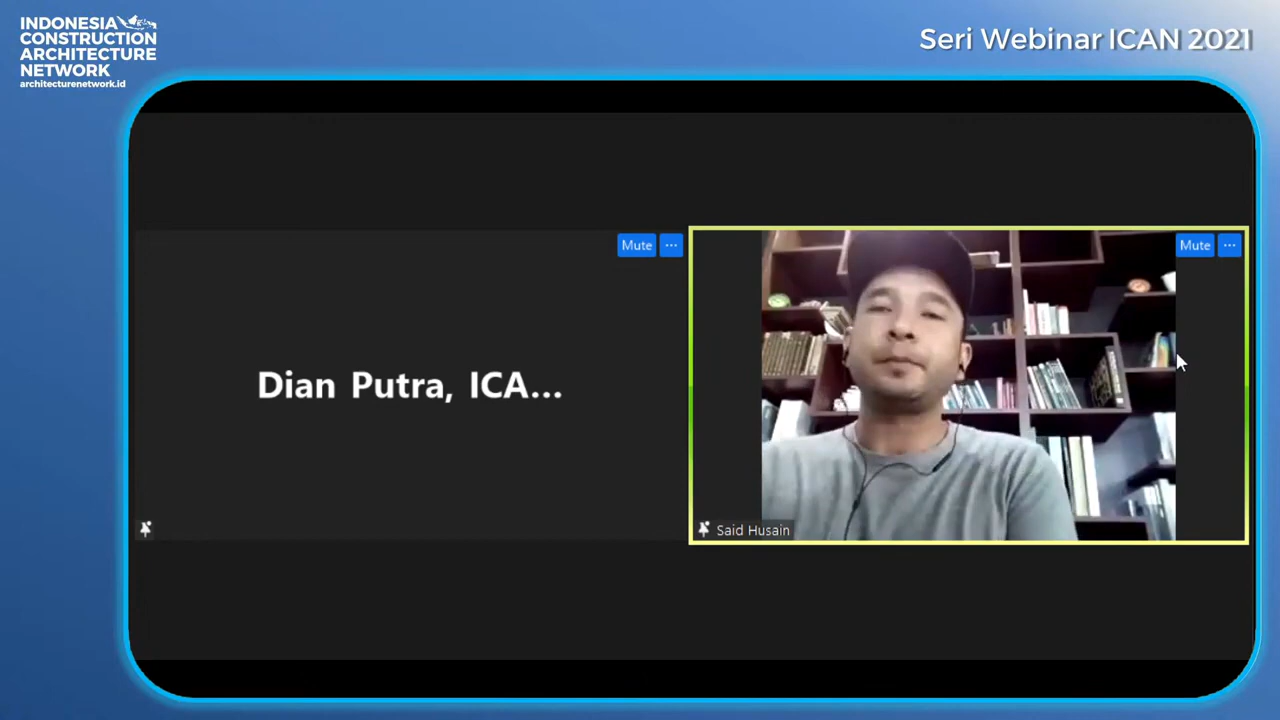 INDONESIA
CONSTRUCTION
ARCHITECTURE
NETWORK
architecturenetwork.id
Seri Webinar ICAN 2021
Mute ...
Dian Putra, ICA...
Mute ...
Said Husain